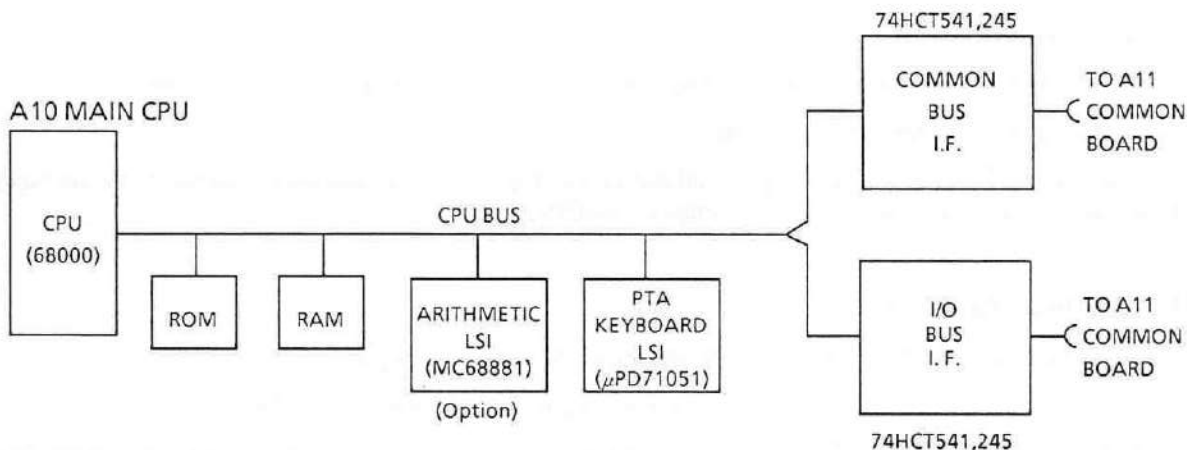 74HCT541,245
COMMON
BUS
I.F.
TO A11
COMMON
BOARD
A10 MAIN CPU
CPU
(68000)
CPU BUS
ROM
RAM
ARITHMETIC
LSI
(MC68881)
(Option)
PTA
KEYBOARD
LSI
(μPD71051)
I/O
BUS
I. F.
TO A11
COMMON
BOARD
74HCT541,245